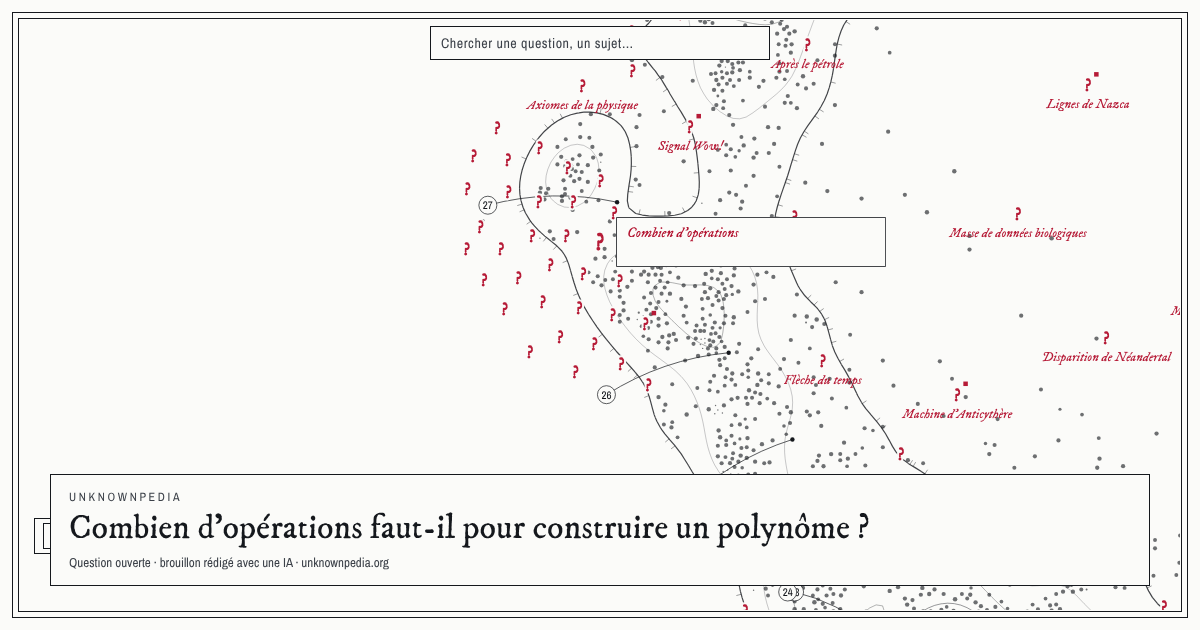 Chercher une question, un sujet...
Après le pétrole
Lignes de Nazca
Axiomes de la physique
Signal Wow!
27
Combien d'opérations
Masse de données biologiques
M
Disparition de Néandertal
Flèche du temps
26
Machine d'Anticythère
UNKNOWNPEDIA
Combien d'opérations faut-il pour construire un polynôme ?
Question ouverte · brouillon rédigé avec une IA · unknownpedia.org
24